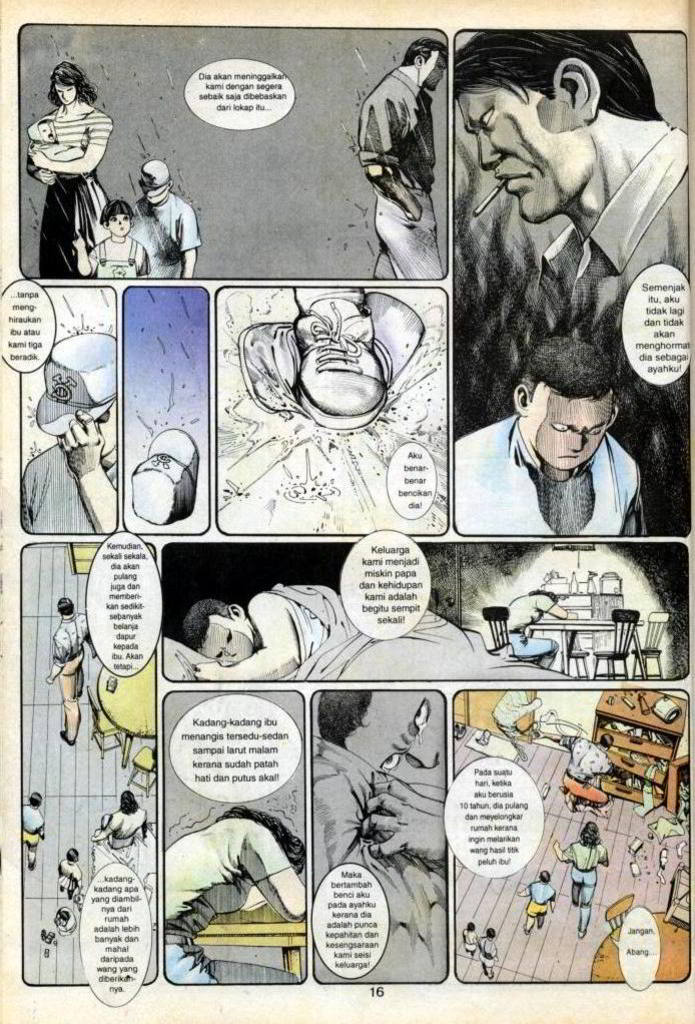 Dia akan meninggalkan
kami dengan segera
sebaik saja dibebaskan
dari lokap itu...
Semenjak
itu, aku
tidak lagi
dan tidak
akan
menghormat
dia sebagai
ayahku!
...tanpa
meng-
hiraukan
ibu atau
kami tiga
beradik.
Aku
benar-
benar
bencikan
dia!
Kemudian,
sekali sekala,
dia akan
pulang
juga dan
memberi-
kan sedikit-
sebanyak
belanja
dapur
kepada
ibu. Akan
tetapi...
...kadang-
kadang apa
yang diambil-
nya dari
rumah
adalah lebih
banyak dan
mahal
daripada
wang yang
diberikan-
nya.
Keluarga
kami menjadi
miskin papa
dan kehidupan
kami adalah
begitu sempit
sekali!
Kadang-kadang ibu
menangis tersedu-sedan
sampai larut malam
kerana sudah patah
hati dan putus akal!
Maka
bertambah
benci aku
pada ayahku
kerana dia
adalah punca
kepahitan dan
kesengsaraan
kami seisi
keluarga!
Pada suatu
hari, ketika
aku berusia
10 tahun, dia pulang
dan meyelongkar
rumah kerana
ingin melarikan
wang hasil titik
peluh ibu!
Jangan,
Abang....
16